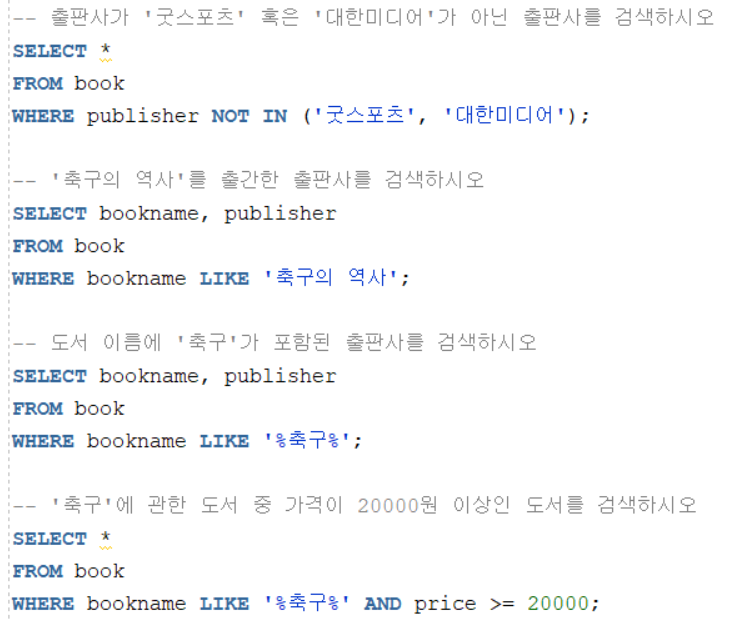 -- 출판사가 '굿스포츠' 혹은 '대한미디어'가 아닌 출판사를 검색하시오
SELECT *
FROM book
WHERE publisher NOT IN ('굿스포츠', '대한미디어');
-- '축구의 역사'를 출간한 출판사를 검색하시오
SELECT bookname, publisher
FROM book
WHERE bookname LIKE '축구의 역사';
-- 도서 이름에 '축구'가 포함된 출판사를 검색하시오
SELECT bookname, publisher
FROM book
WHERE bookname LIKE '%축구%';
-- '축구'에 관한 도서 중 가격이 20000원 이상인 도서를 검색하시오
SELECT *
FROM book
WHERE bookname LIKE '%축구%' AND price >= 20000;